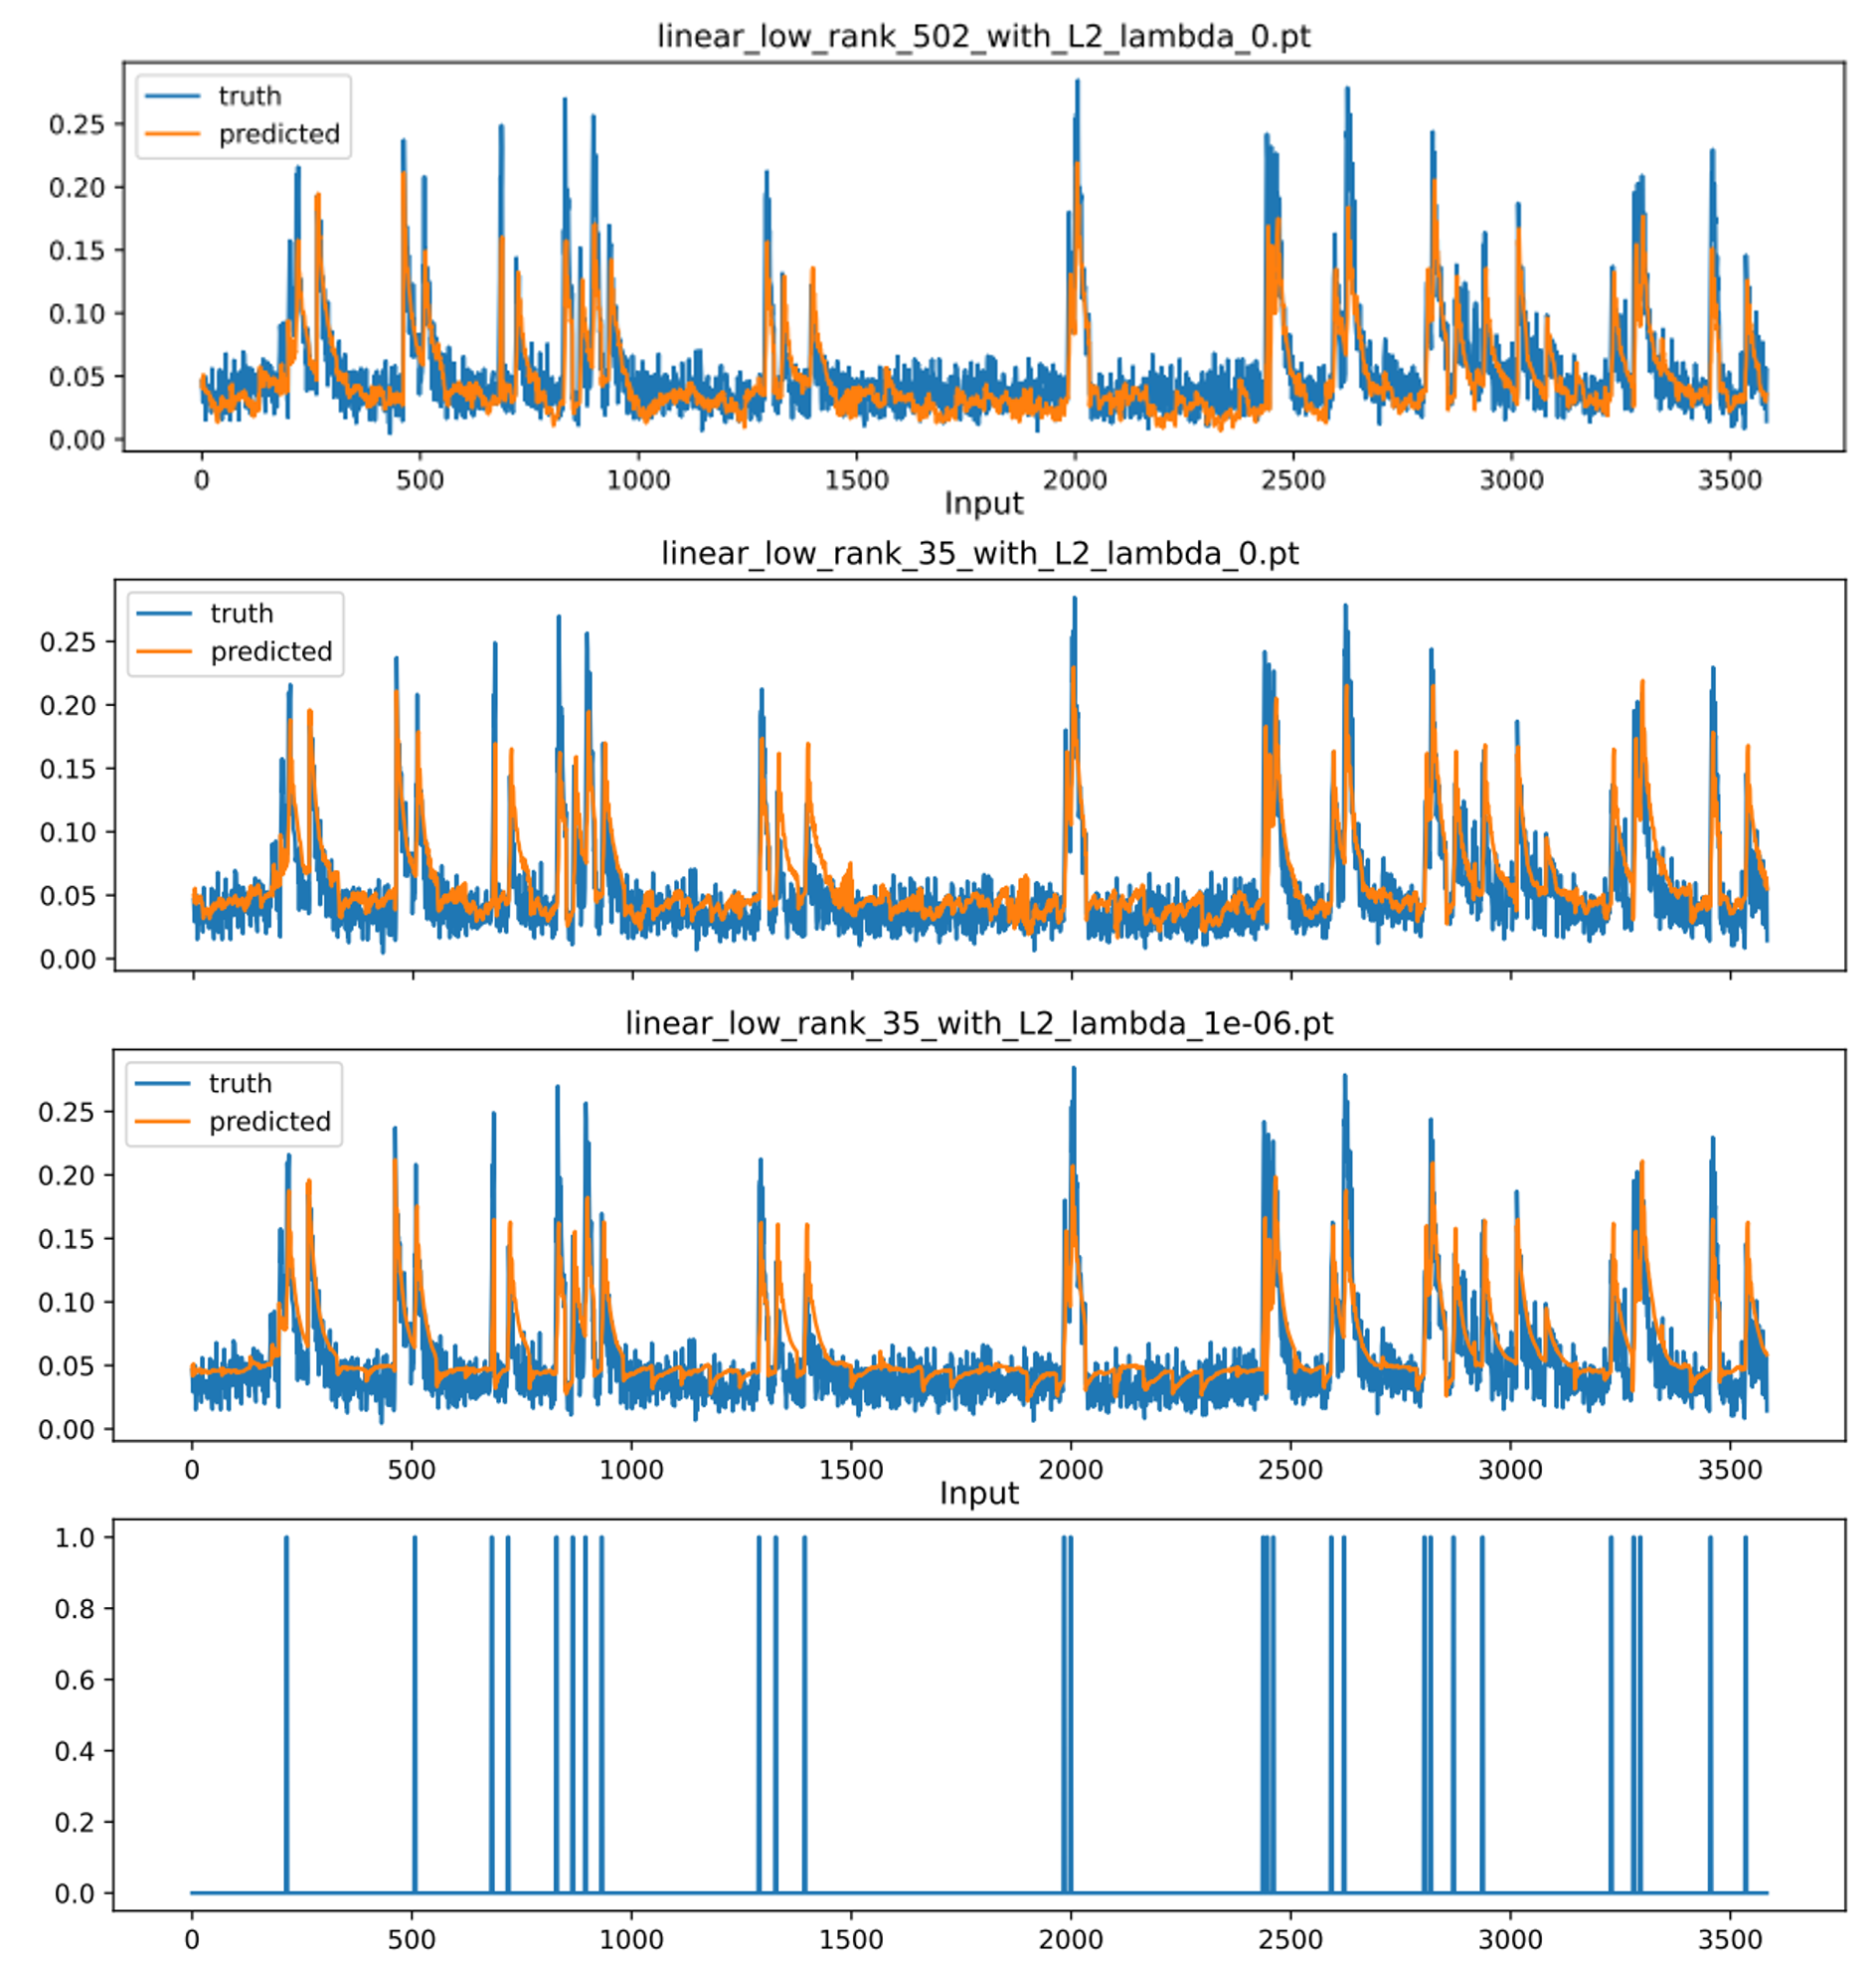 linear_low_rank_502_with_L2_lambda_0.pt
truth
predicted
0.25
0.20
0.15
0.10
0.05
0.00
0 500 1000 1500 2000 2500 3000 3500
Input
linear_low_rank_35_with_L2_lambda_0.pt
truth
predicted
0.25
0.20
0.15
0.10
0.05
0.00
linear_low_rank_35_with_L2_lambda_1e-06.pt
truth
predicted
0.25
0.20
0.15
0.10
0.05
0.00
0 500 1000 1500 2000 2500 3000 3500
Input
1.0
0.8
0.6
0.4
0.2
0.0
0 500 1000 1500 2000 2500 3000 3500